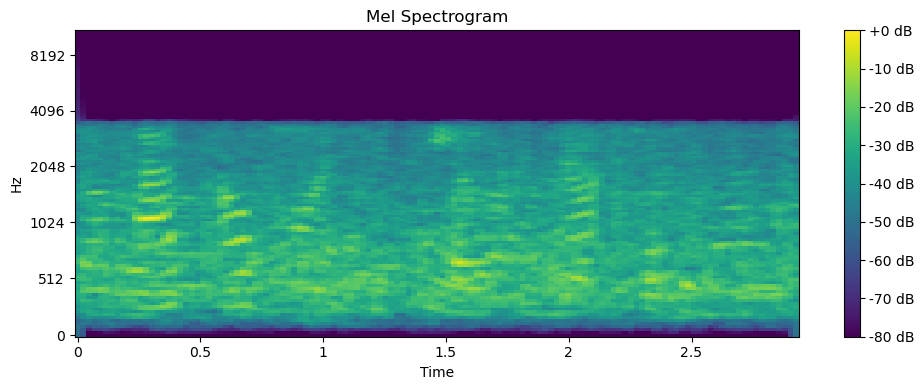 Mel Spectrogram
Hz
8192
4096
2048
1024
512
0
0
0.5
1
1.5
2
2.5
Time
+0 dB
-10 dB
-20 dB
-30 dB
-40 dB
-50 dB
-60 dB
-70 dB
-80 dB